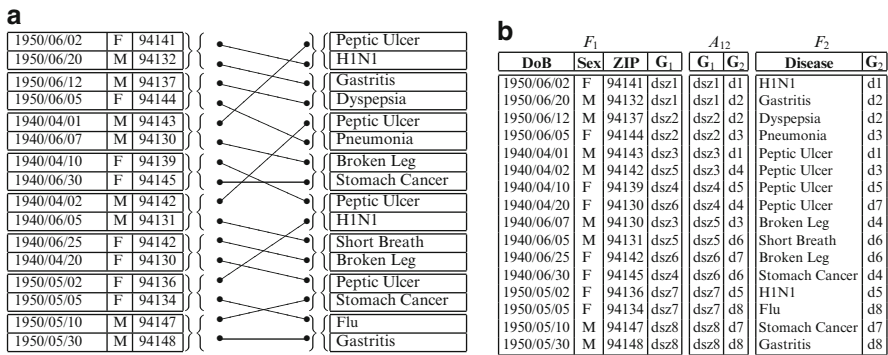 a
1950/06/02 F 94141 Peptic Ulcer
1950/06/20 M 94132 H1N1
1950/06/12 M 94137 Gastritis
1950/06/05 F 94144 Dyspepsia
1940/04/01 M 94143 Peptic Ulcer
1940/06/07 M 94130 Pneumonia
1940/04/10 F 94139 Broken Leg
1940/06/30 F 94145 Stomach Cancer
1940/04/02 M 94142 Peptic Ulcer
1940/06/05 M 94131 H1N1
1940/06/25 F 94142 Short Breath
1940/04/20 F 94130 Broken Leg
1950/05/02 F 94136 Peptic Ulcer
1950/05/05 F 94134 Stomach Cancer
1950/05/10 M 94147 Flu
1950/05/30 M 94148 Gastritis
b
F1 A12 F2
DoB Sex ZIP G1 G1 G2 Disease G2
1950/06/02 F 94141 dsz1 dsz1 d1 H1N1 d1
1950/06/20 M 94132 dsz1 dsz1 d2 Gastritis d2
1950/06/12 M 94137 dsz2 dsz2 d2 Dyspepsia d2
1950/06/05 F 94144 dsz2 dsz2 d3 Pneumonia d3
1940/04/01 M 94143 dsz3 dsz3 d1 Peptic Ulcer d1
1940/04/02 M 94142 dsz5 dsz3 d4 Peptic Ulcer d3
1940/04/10 F 94139 dsz4 dsz4 d5 Peptic Ulcer d5
1940/04/20 F 94130 dsz6 dsz4 d4 Peptic Ulcer d7
1940/06/07 M 94130 dsz3 dsz5 d3 Broken Leg d4
1940/06/05 M 94131 dsz5 dsz5 d6 Short Breath d6
1940/06/25 F 94142 dsz6 dsz6 d7 Broken Leg d6
1940/06/30 F 94145 dsz4 dsz6 d6 Stomach Cancer d4
1950/05/02 F 94136 dsz7 dsz7 d5 H1N1 d5
1950/05/05 F 94134 dsz7 dsz7 d8 Flu d8
1950/05/10 M 94147 dsz8 dsz8 d7 Stomach Cancer d7
1950/05/30 M 94148 dsz8 dsz8 d8 Gastritis d8